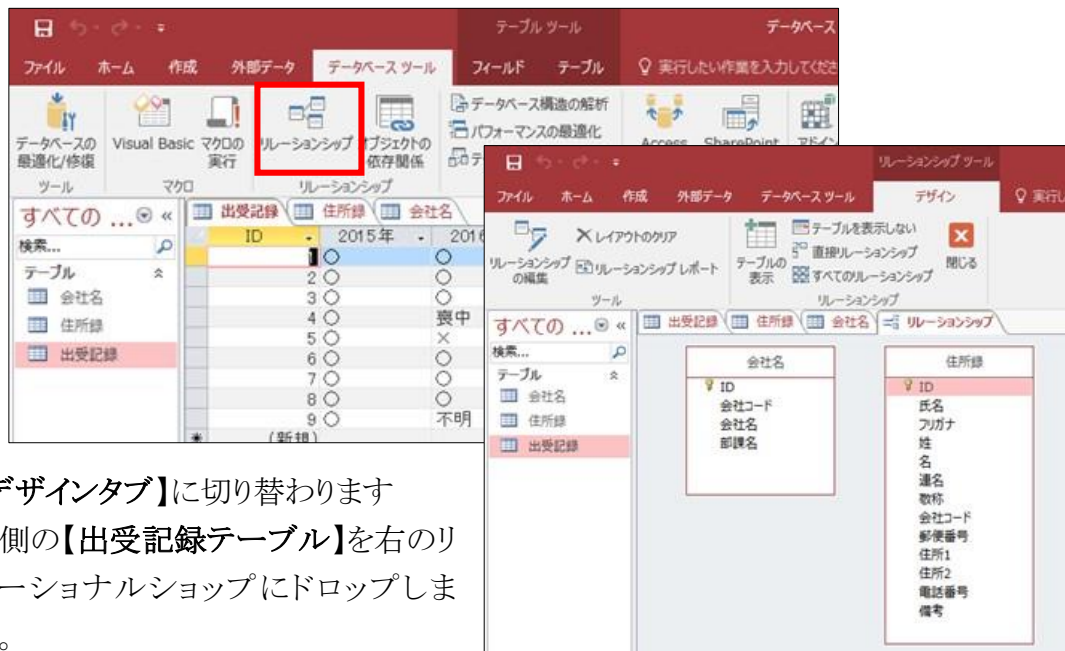 テーブル ツール
データベース
ファイル ホーム 作成 外部データ データベース ツール フィールド テーブル 実行したい作業を入力してくださ
データベースの
最適化/修復
Visual Basic
マクロの
実行
リレーションシップ
オブジェクトの
依存関係
データベース構造の解析
パフォーマンスの最適化
Access SharePoint アドイン
ツール マクロ リレーションシップ
すべての ...
検索...
テーブル
会社名
住所録
出受記録
出受記録 住所録 会社名
ID 2015年 2016
1 ○ ○
2 ○ ○
3 ○ ○
4 ○ 喪中
5 ○ ×
6 ○ ○
7 ○ ○
8 ○ ○
9 ○ 不明
* (新規)
リレーションシップ ツール
ファイル ホーム 作成 外部データ データベース ツール デザイン 実行し
リレーションシップ
の編集
レイアウトのクリア
リレーションシップ レポート
テーブルの
表示
テーブルを表示しない
直接リレーションシップ
すべてのリレーションシップ
閉じる
ツール リレーションシップ
すべての ...
検索...
テーブル
会社名
住所録
出受記録
出受記録 住所録 会社名 リレーションシップ
会社名
ID
会社コード
会社名
部課名
住所録
ID
氏名
フリガナ
姓
名
連名
敬称
会社コード
郵便番号
住所1
住所2
電話番号
備考
デザインタブ】に切り替わります
側の【出受記録テーブル】を右のリ
ーショナルショップにドロップしま
。